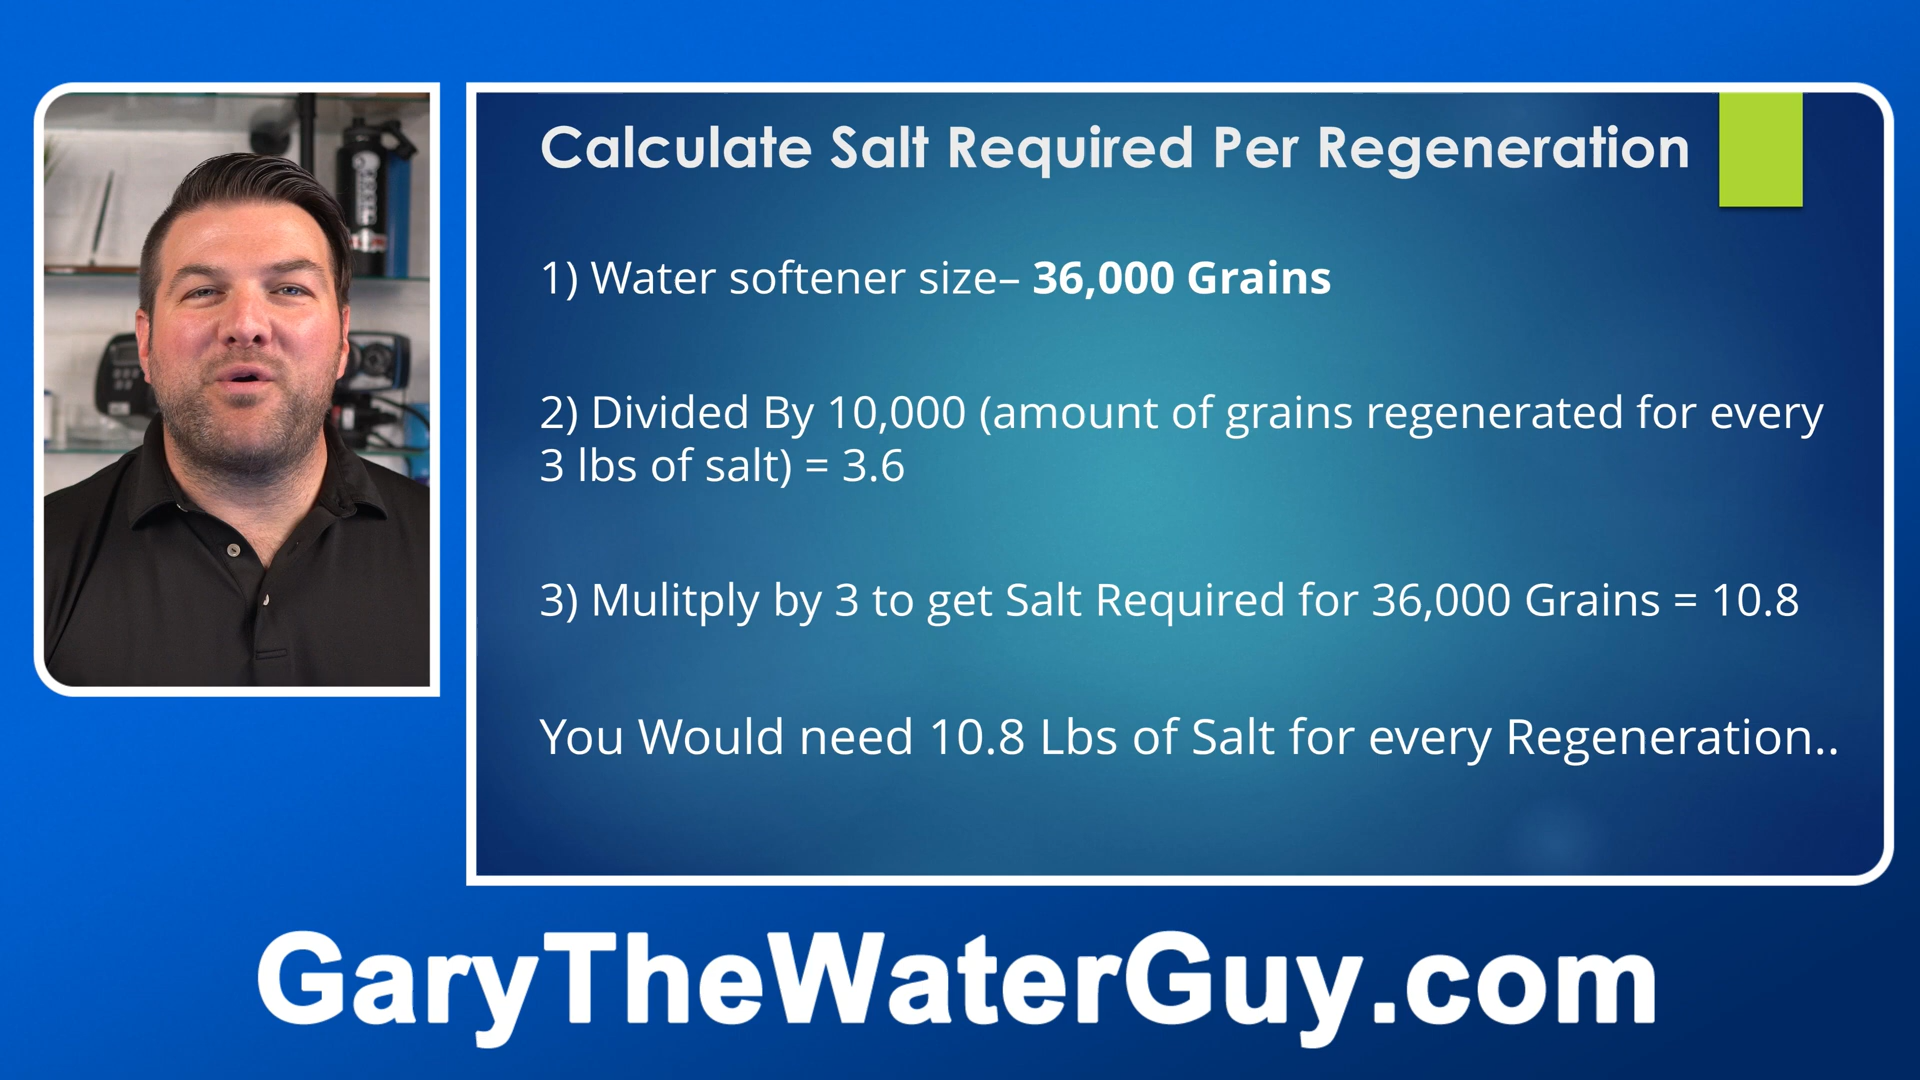 Calculate Salt Required Per Regeneration
1) Water softener size– 36,000 Grains
2) Divided By 10,000 (amount of grains regenerated for every
3 lbs of salt) = 3.6
3) Mulitply by 3 to get Salt Required for 36,000 Grains = 10.8
You Would need 10.8 Lbs of Salt for every Regeneration..
GaryTheWaterGuy.com